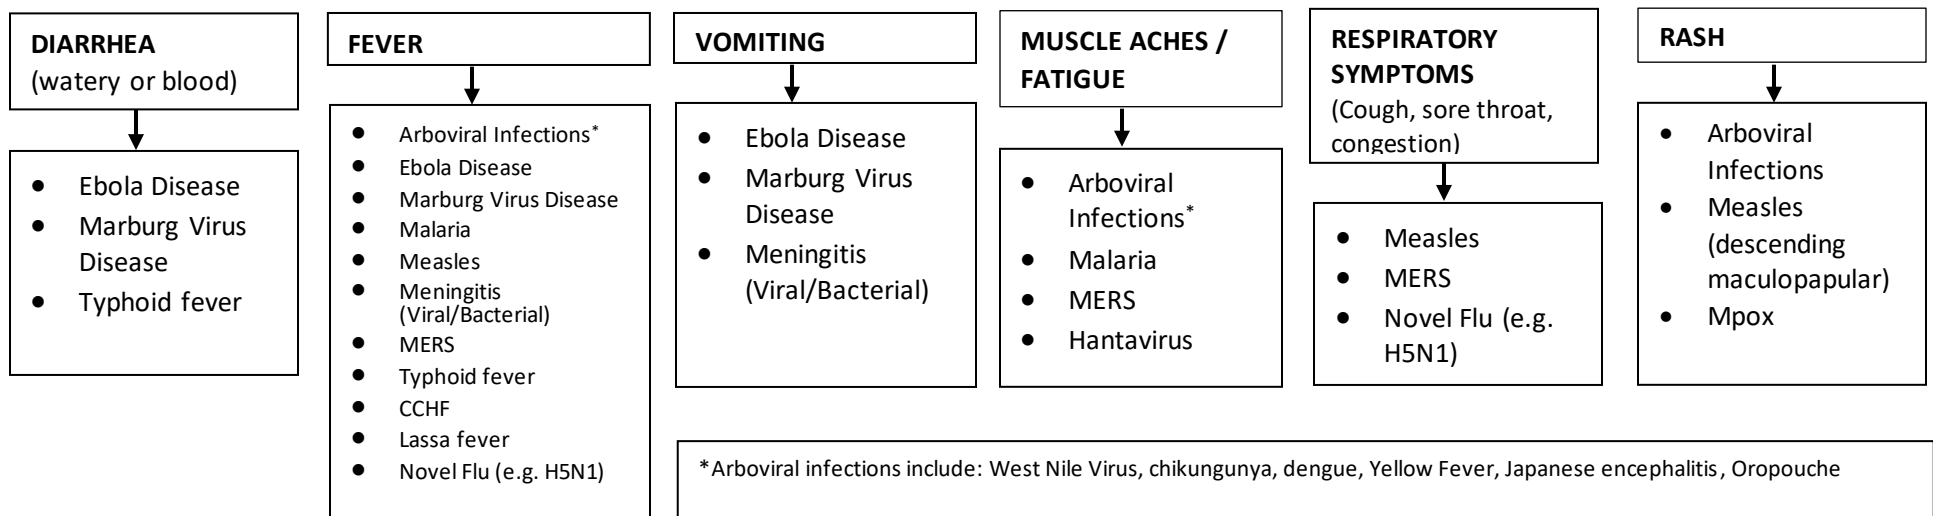 DIARRHEA
(watery or blood)
• Ebola Disease
• Marburg Virus
Disease
• Typhoid fever
FEVER
• Arboviral Infections*
• Ebola Disease
• Marburg Virus Disease
• Malaria
• Measles
• Meningitis
(Viral/Bacterial)
• MERS
• Typhoid fever
• CCHF
• Lassa fever
• Novel Flu (e.g. H5N1)
VOMITING
• Ebola Disease
• Marburg Virus
Disease
• Meningitis
(Viral/Bacterial)
MUSCLE ACHES /
FATIGUE
• Arboviral
Infections*
• Malaria
• MERS
• Hantavirus
RESPIRATORY
SYMPTOMS
(Cough, sore throat,
congestion)
• Measles
• MERS
• Novel Flu (e.g.
H5N1)
RASH
• Arboviral
Infections
• Measles
(descending
maculopapular)
• Mpox
*Arboviral infections include: West Nile Virus, chikungunya, dengue, Yellow Fever, Japanese encephalitis, Oropouche